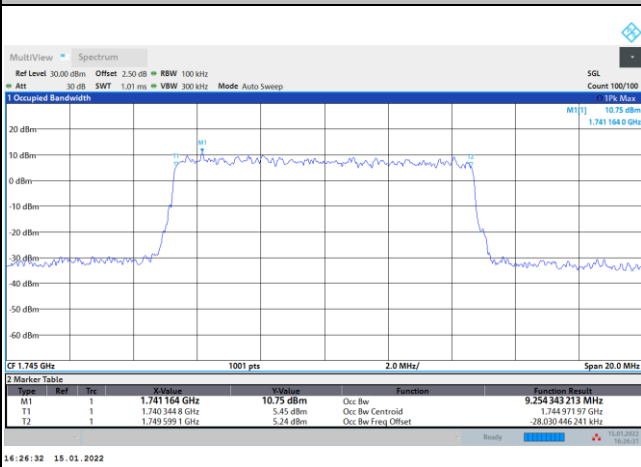 MultiView Spectrum
Ref Level 30.00 dBm Offset 2.50 dB RBW 100 kHz SGL
Att 30 dB SWT 1.01 ms VBW 300 kHz Mode Auto Sweep Count 100/100
1 Occupied Bandwidth 1Pk Max
M1[1] 10.75 dBm
1.741 164 0 GHz
20 dBm
M1
T1 T2
10 dBm
0 dBm
-10 dBm
-20 dBm
-30 dBm
-40 dBm
-50 dBm
-60 dBm
CF 1.745 GHz 1001 pts 2.0 MHz/ Span 20.0 MHz
2 Marker Table
Type Ref Trc X-Value Y-Value Function Function Result
M1 1 1.741 164 GHz 10.75 dBm Occ Bw 9.254 343 213 MHz
T1 1 1.740 344 8 GHz 5.45 dBm Occ Bw Centroid 1.744 971 97 GHz
T2 1 1.749 599 1 GHz 5.24 dBm Occ Bw Freq Offset -28.030 446 241 kHz
Ready 15.01.2022
16:26:31
16:26:32 15.01.2022